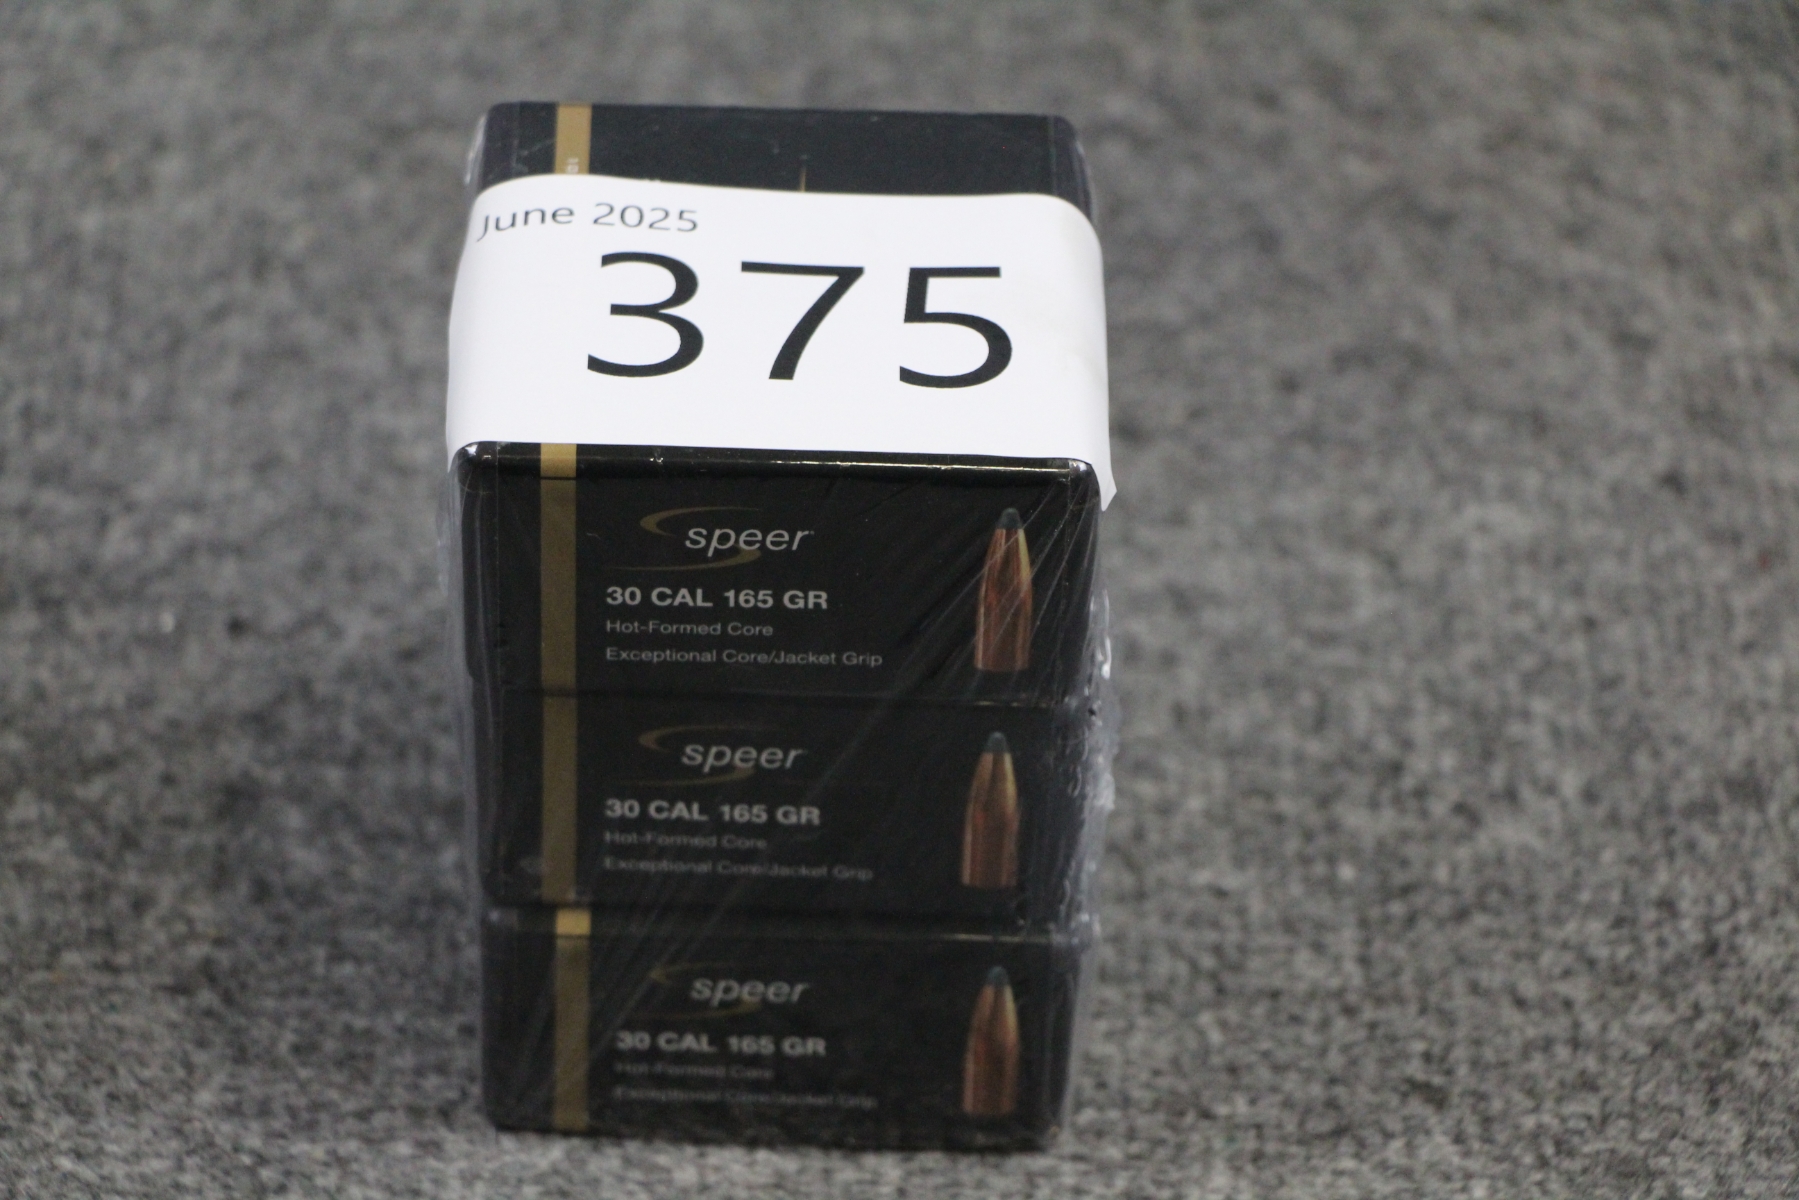 June 2025
375
speer
30 CAL 165 GR
Hot-Formed Core
Exceptional Core/Jacket Grip
speer
30 CAL 165 GR
Hot-Formed Core
Exceptional Core/Jacket Grip
speer
30 CAL 165 GR
Hot-Formed Core
Exceptional Core/Jacket Grip